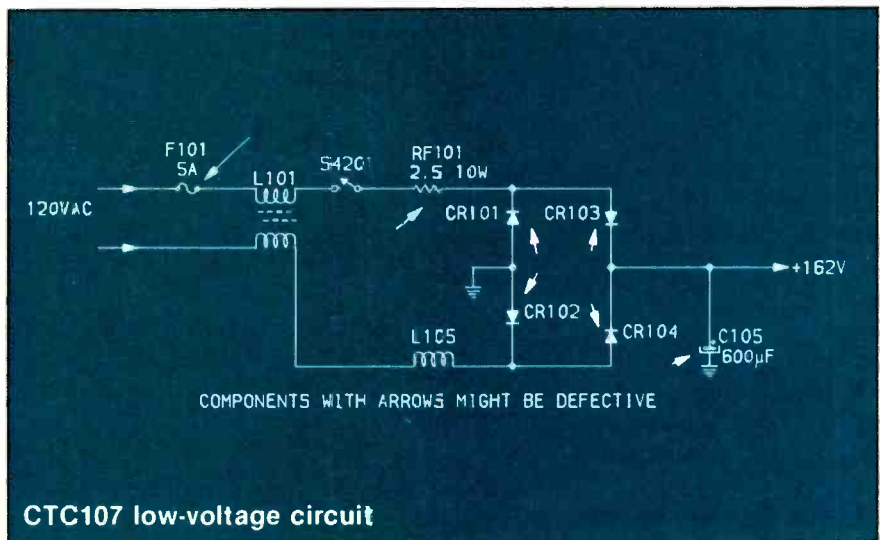 F101
5A
L101
S4201
RF101
2.5 10W
120VAC
CR101
CR103
+162V
CR102
L105
CR104
C105
600µF
COMPONENTS WITH ARROWS MIGHT BE DEFECTIVE
CTC107 low-voltage circuit